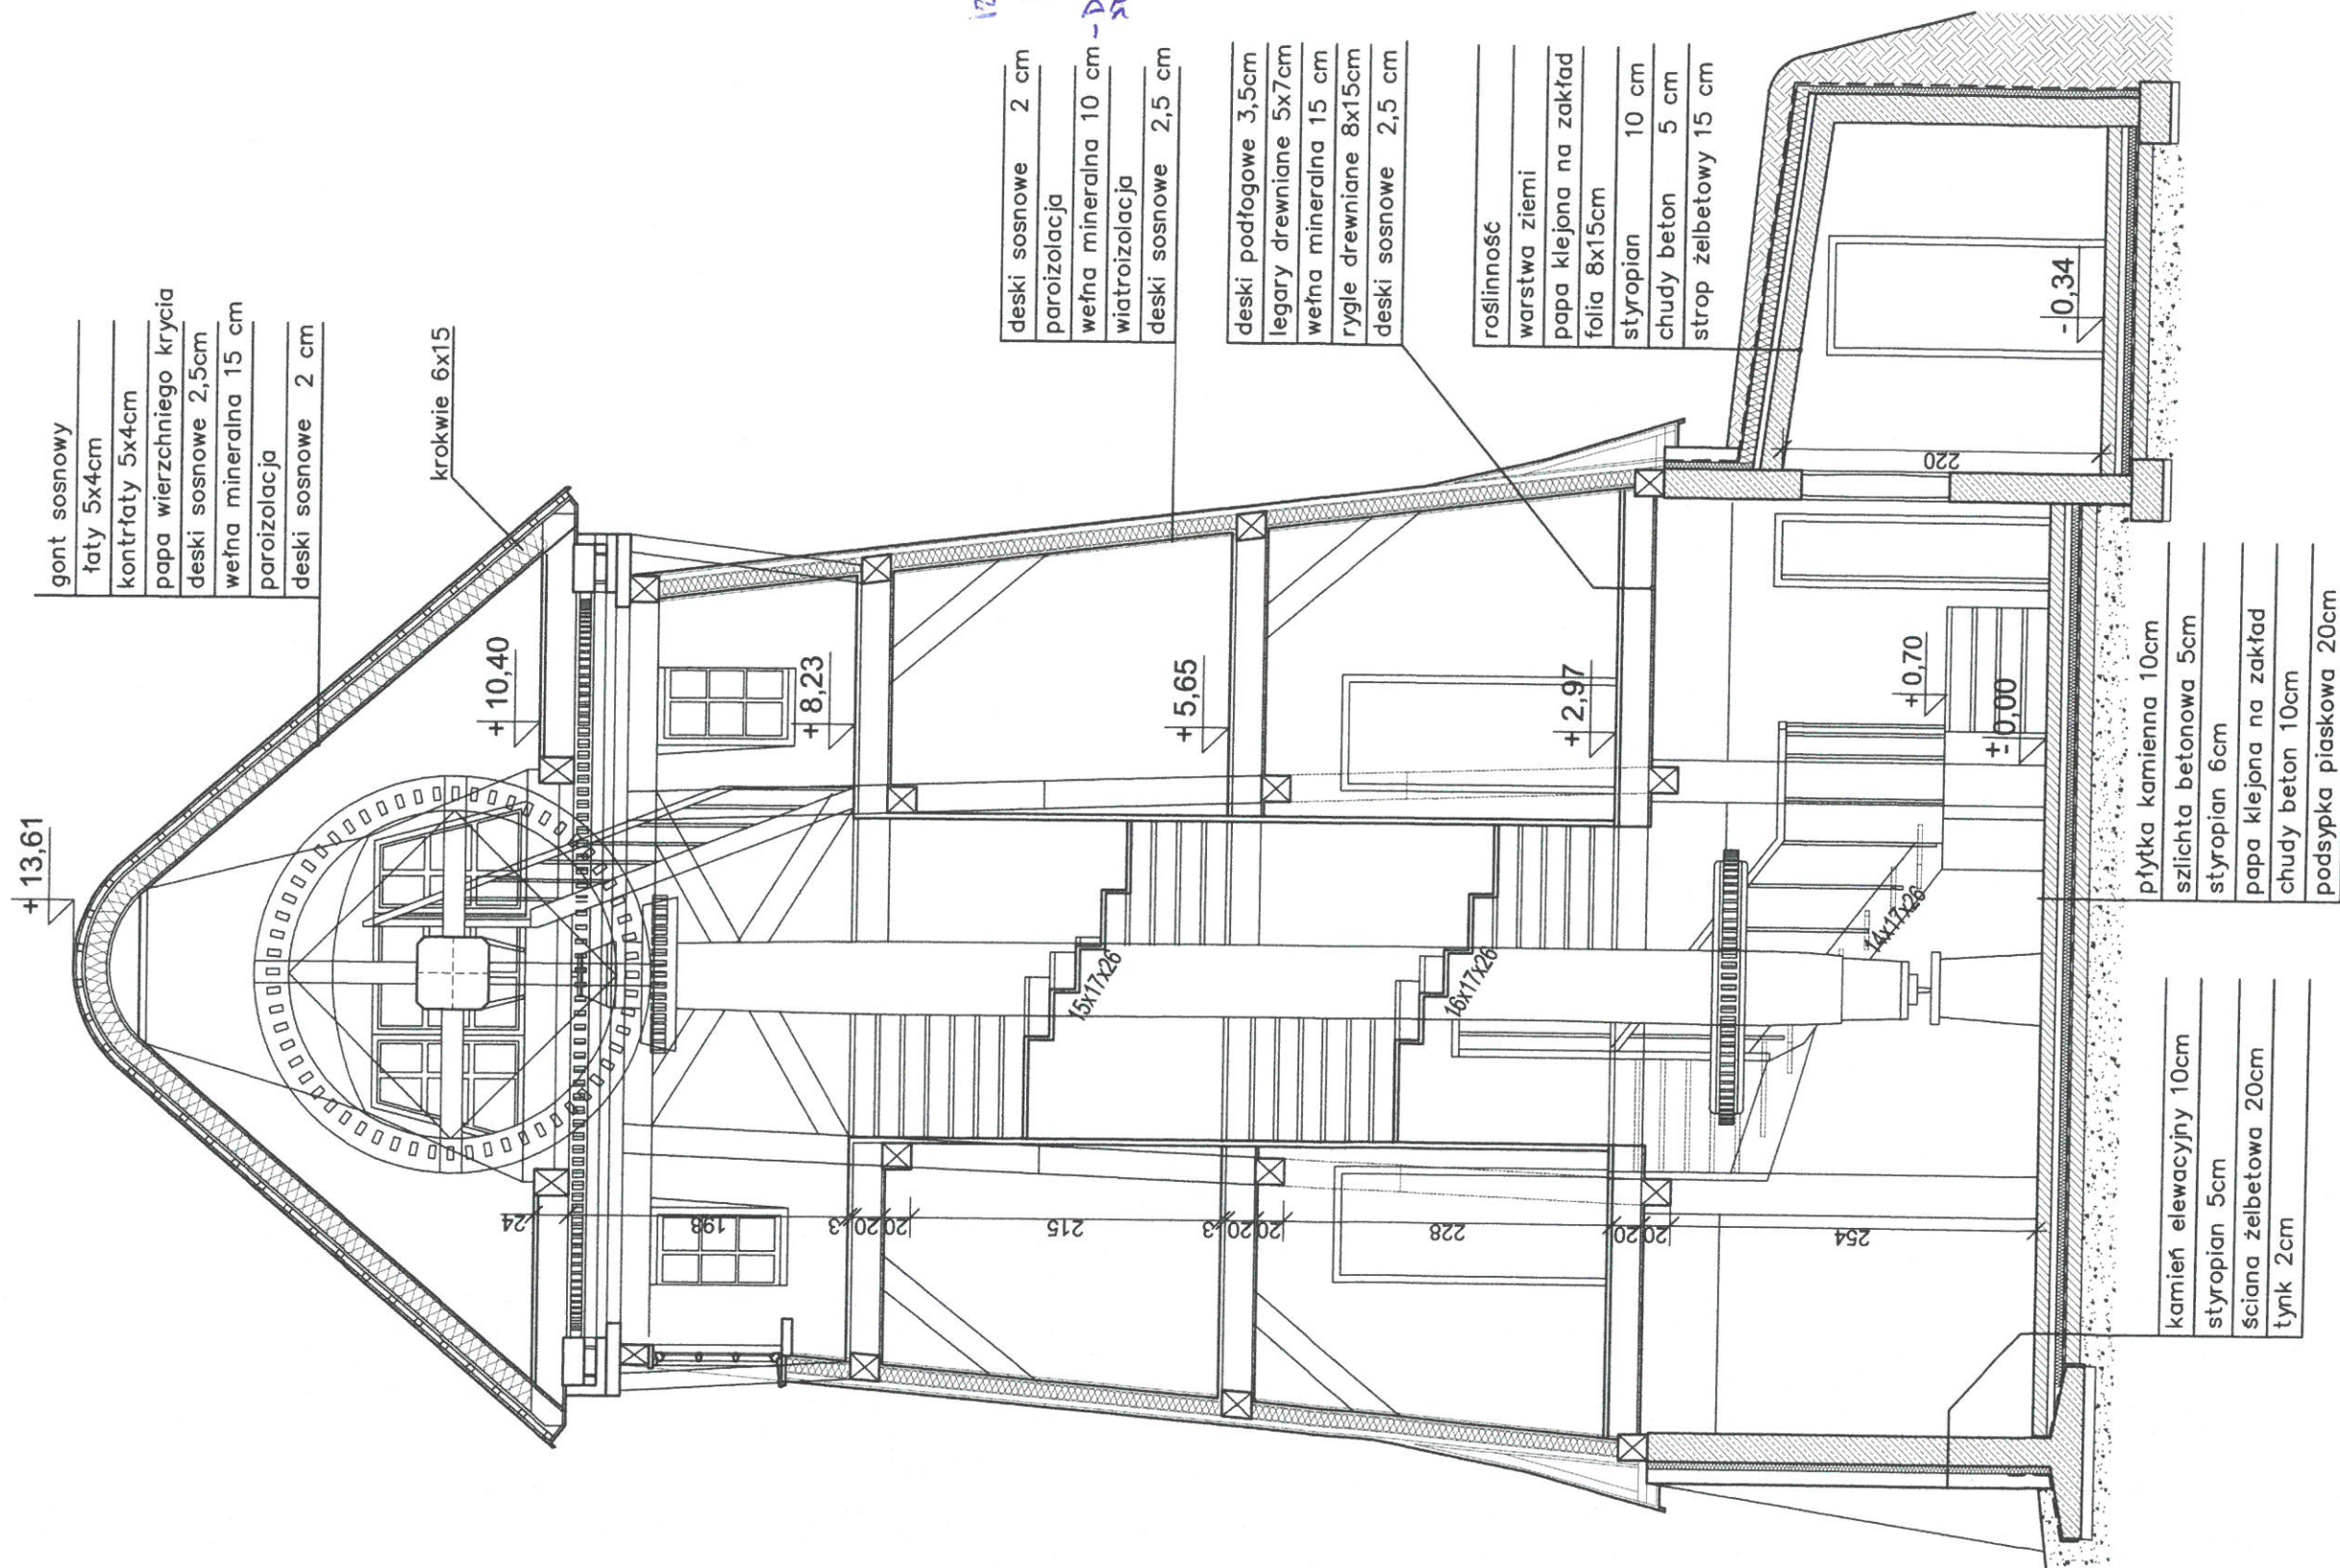 +13,61
gont sosnowy
łaty 5x4cm
kontrłaty 5x4cm
papa wierzchniego krycia
deski sosnowe 2,5cm
wełna mineralna 15 cm
paroizolacja
deski sosnowe 2 cm
krokwie 6x15
+10,40
+8,23
+5,65
+2,97
+0,70
±0,00
-0,34
deski sosnowe 2 cm
paroizolacja
wełna mineralna 10 cm
wiatroizolacja
deski sosnowe 2,5 cm
deski podłogowe 3,5cm
legary drewniane 5x7cm
wełna mineralna 15 cm
rygle drewniane 8x15cm
deski sosnowe 2,5 cm
roślinność
warstwa ziemi
papa klejona na zakład
folia 8x15cm
styropian 10 cm
chudy beton 5 cm
strop żelbetowy 15 cm
220
24
198
3
20
20
215
3
20
20
228
20
20
254
15x17x26
16x17x26
14x17x26
kamień elewacyjny 10cm
styropian 5cm
ściana żelbetowa 20cm
tynk 2cm
płytka kamienna 10cm
szlichta betonowa 5cm
styropian 6cm
papa klejona na zakład
chudy beton 10cm
podsypka piaskowa 20cm